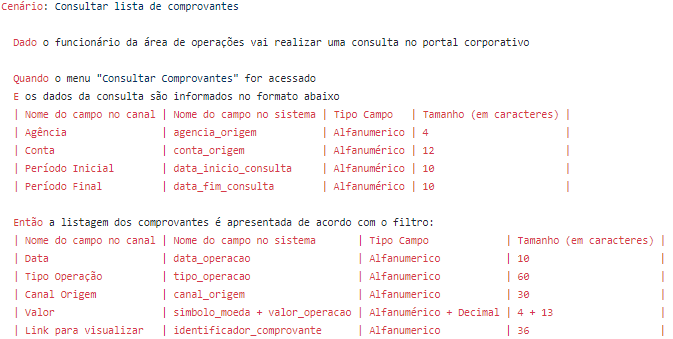 Cenário: Consultar lista de comprovantes
Dado o funcionário da área de operações vai realizar uma consulta no portal corporativo
Quando o menu "Consultar Comprovantes" for acessado
E os dados da consulta são informados no formato abaixo
| Nome do campo no canal | Nome do campo no sistema | Tipo Campo | Tamanho (em caracteres) |
| Agência | agencia_origem | Alfanumerico | 4 |
| Conta | conta_origem | Alfanumérico | 12 |
| Período Inicial | data_inicio_consulta | Alfanumérico | 10 |
| Período Final | data_fim_consulta | Alfanumérico | 10 |
Então a listagem dos comprovantes é apresentada de acordo com o filtro:
| Nome do campo no canal | Nome do campo no sistema | Tipo Campo | Tamanho (em caracteres) |
| Data | data_operacao | Alfanumerico | 10 |
| Tipo Operação | tipo_operacao | Alfanumerico | 60 |
| Canal Origem | canal_origem | Alfanumerico | 30 |
| Valor | simbolo_moeda + valor_operacao | Alfanumérico + Decimal | 4 + 13 |
| Link para visualizar | identificador_comprovante | Alfanumerico | 36 |